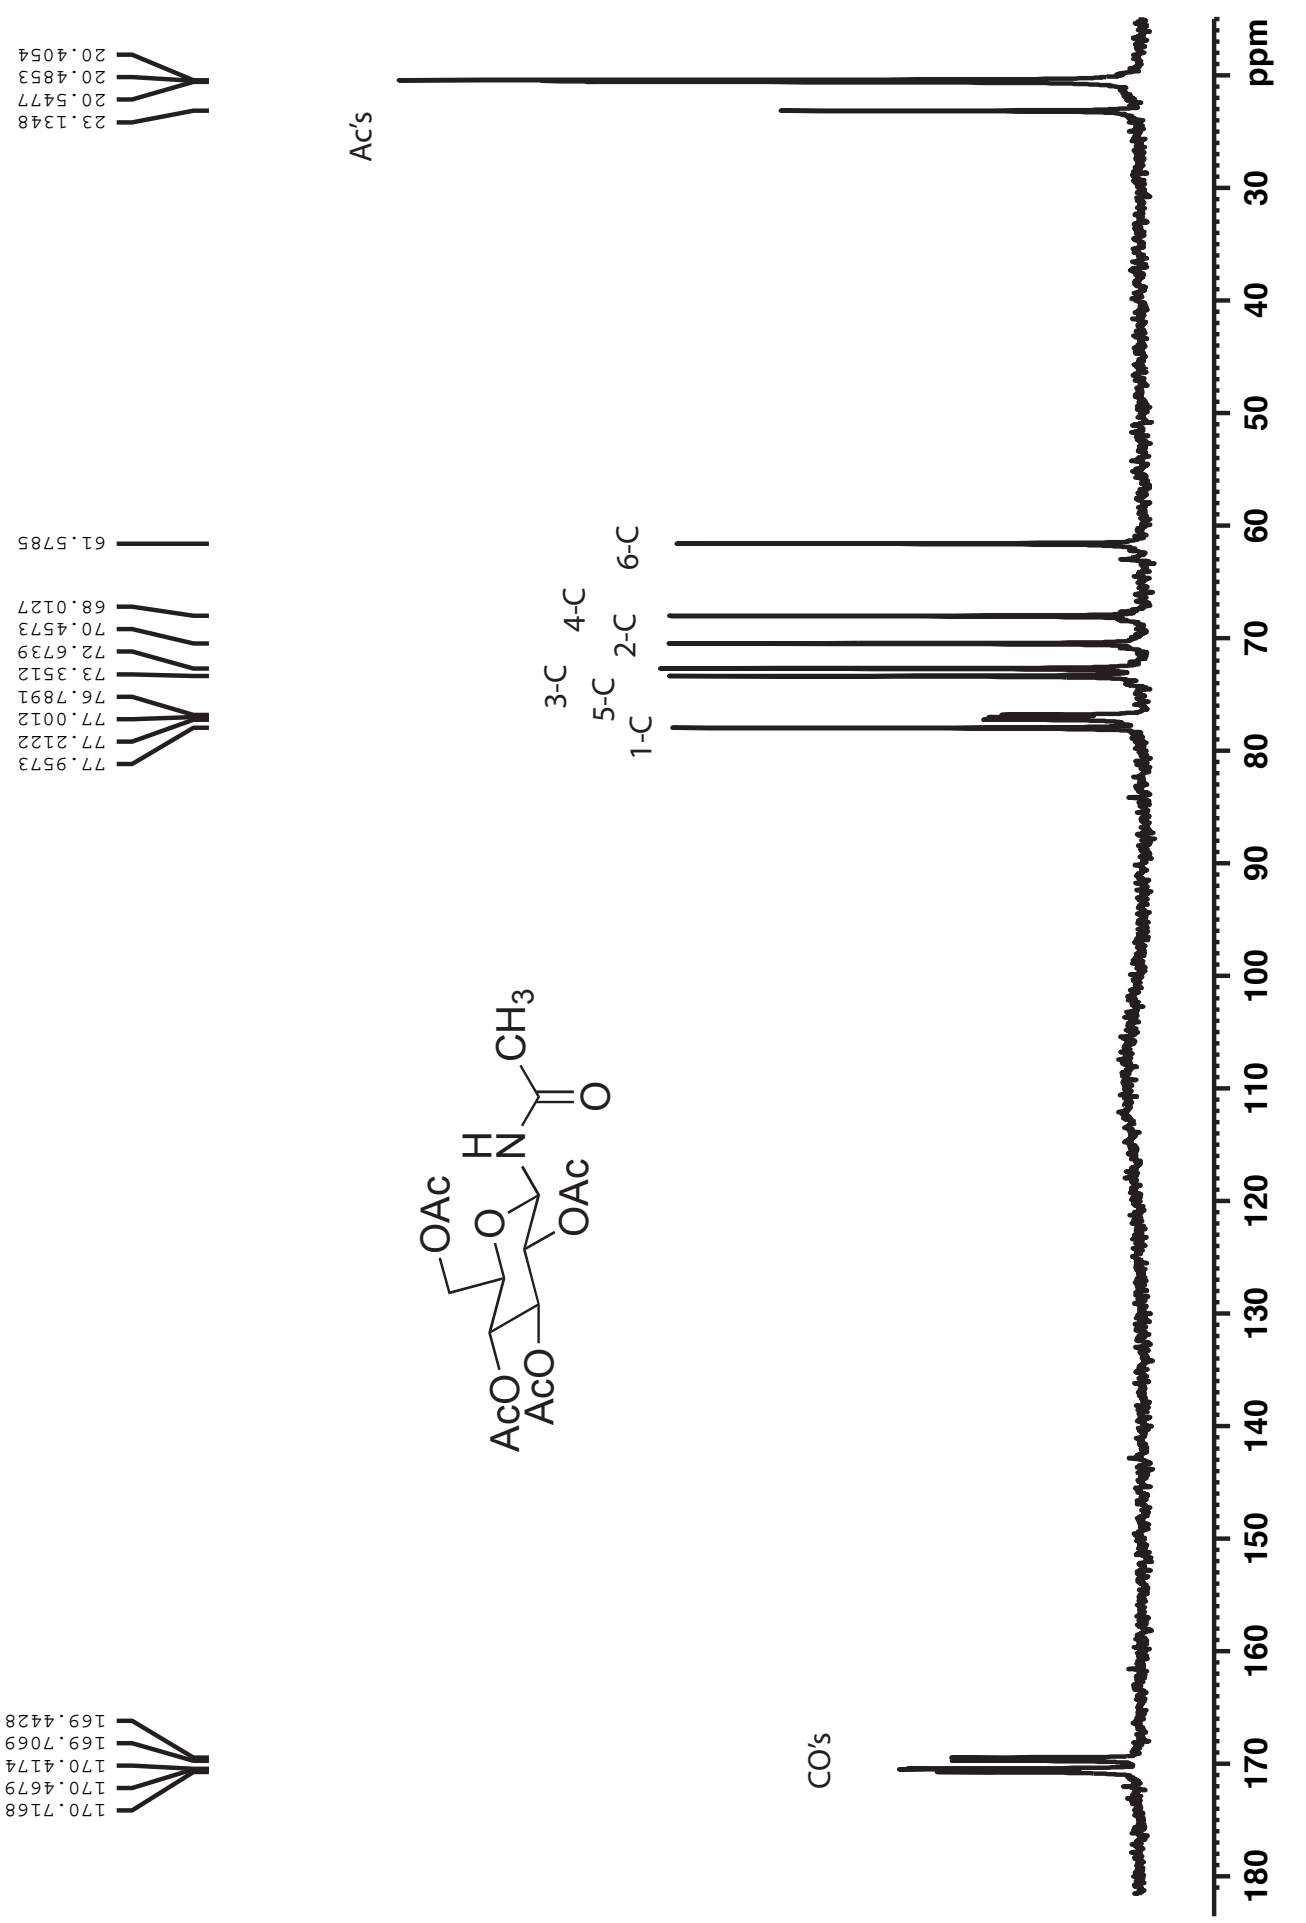 170.7168
170.4679
170.4174
169.7069
169.4428
77.9573
77.2122
77.0012
76.7891
73.3512
72.6739
70.4573
68.0127
61.5785
23.1348
20.5477
20.4853
20.4054
Ac's
OAc
O
H
N
CH3
AcO
AcO
OAc
O
3-C
4-C
5-C
2-C
1-C
6-C
CO's
180 170 160 150 140 130 120 110 100 90 80 70 60 50 40 30 ppm